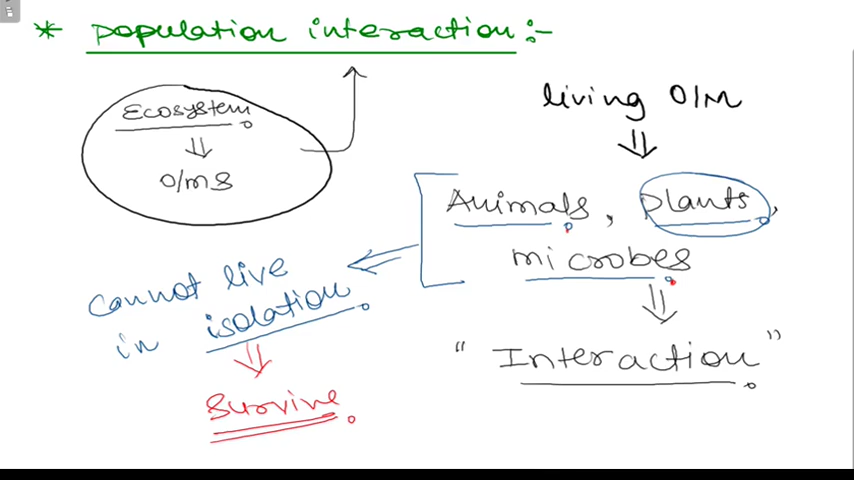 * population interaction:-
Ecosystem
⇓
O/MS
living O/M
⇓
Animals, plants,
microbes
⇓
"Interaction"
cannot live
in isolation
⇓
Survive